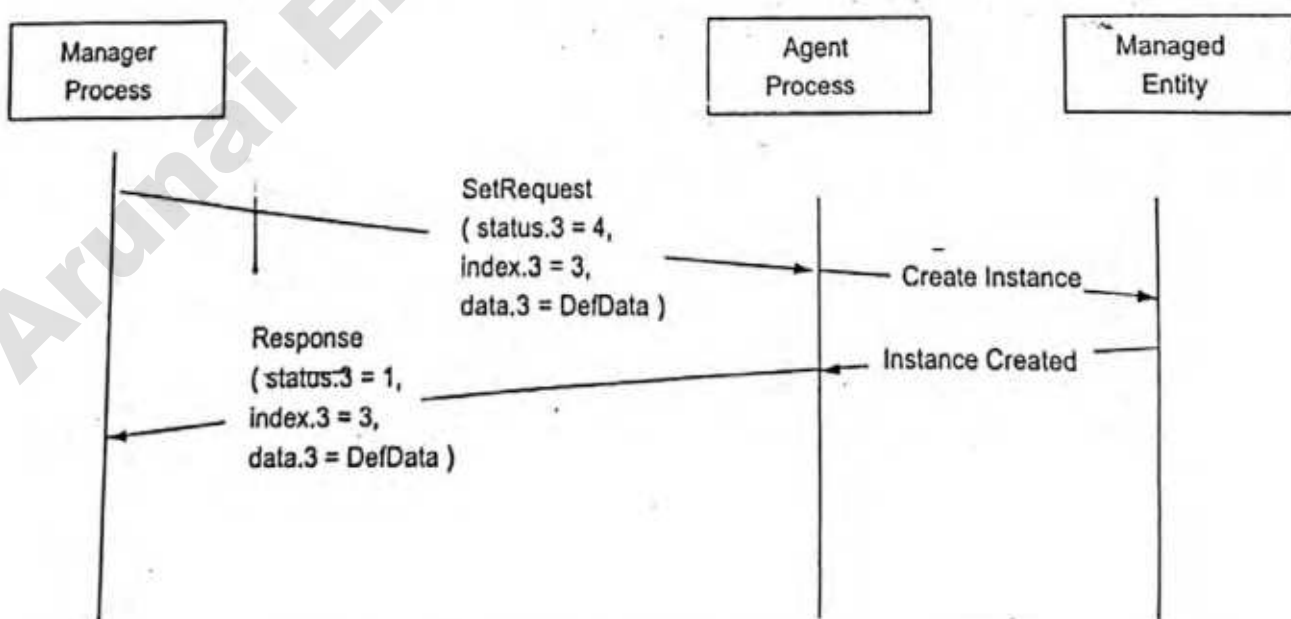 Arunai E
Manager
Process
Agent
Process
Managed
Entity
SetRequest
( status.3 = 4,
index.3 = 3,
data.3 = DefData )
Create Instance
Instance Created
Response
( status.3 = 1,
index.3 = 3,
data.3 = DefData )